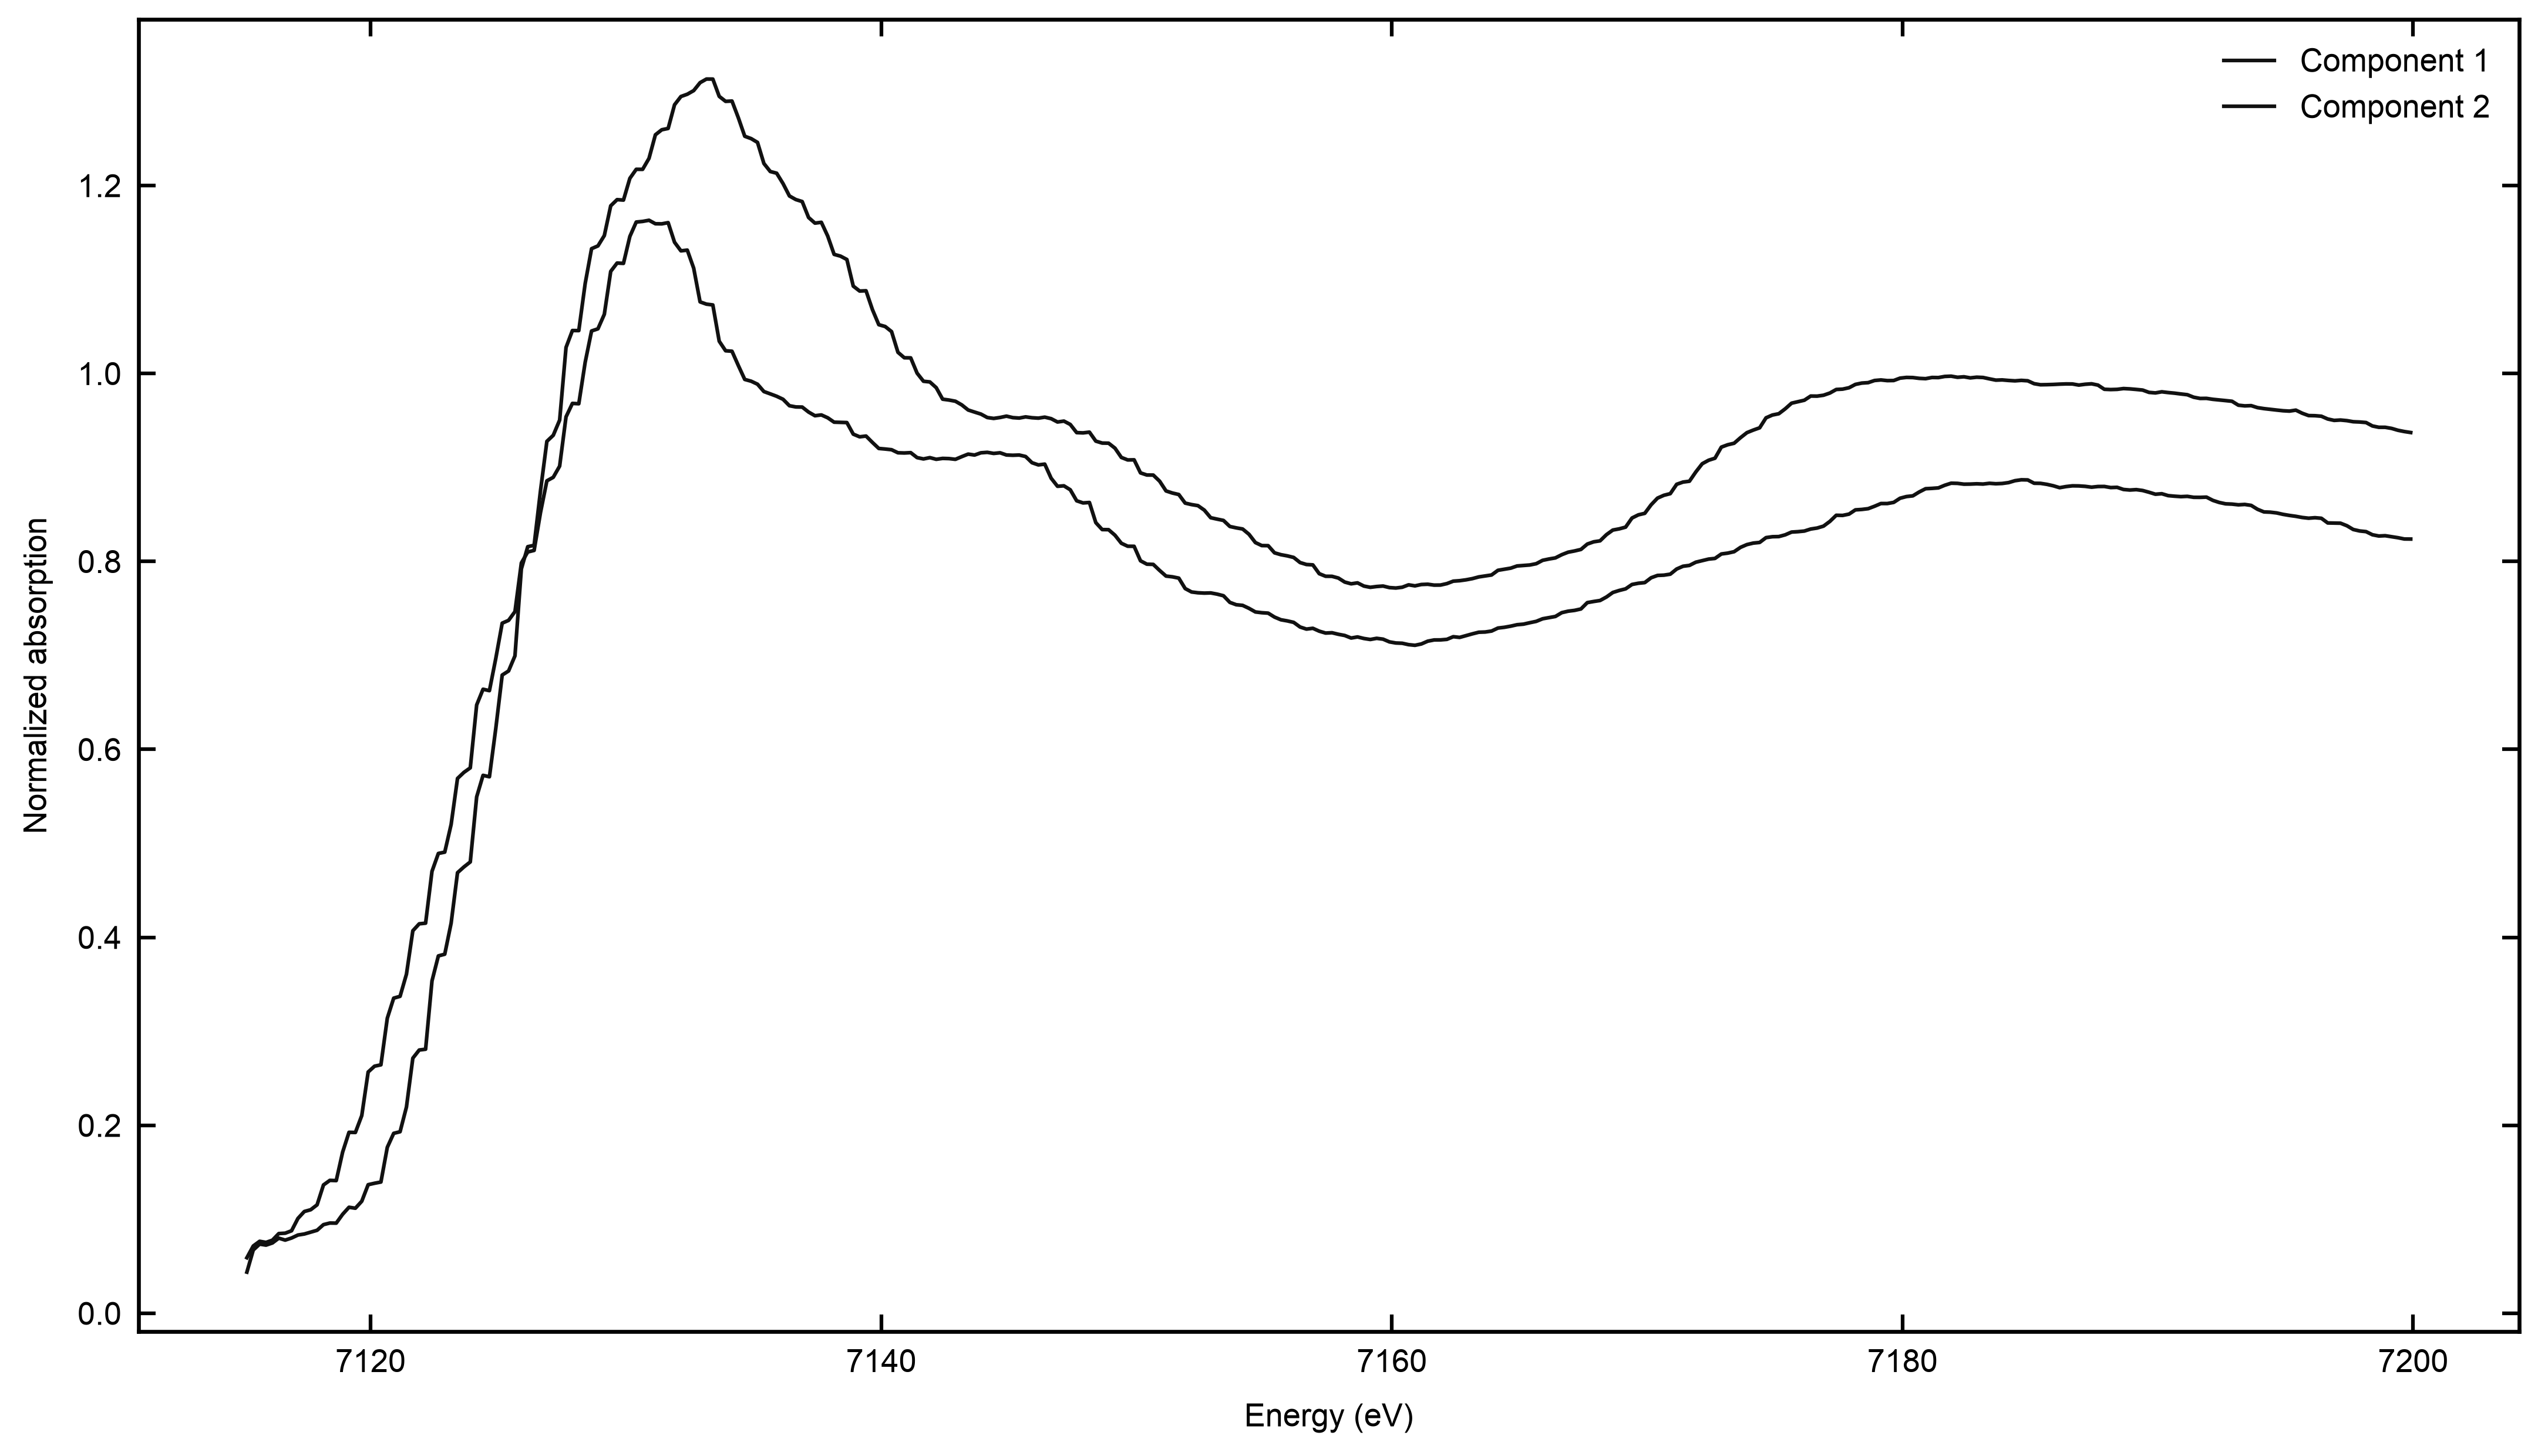 Component 1
Component 2
1.2
1.0
0.8
0.6
0.4
0.2
0.0
Normalized absorption
7120 7140 7160 7180 7200
Energy (eV)